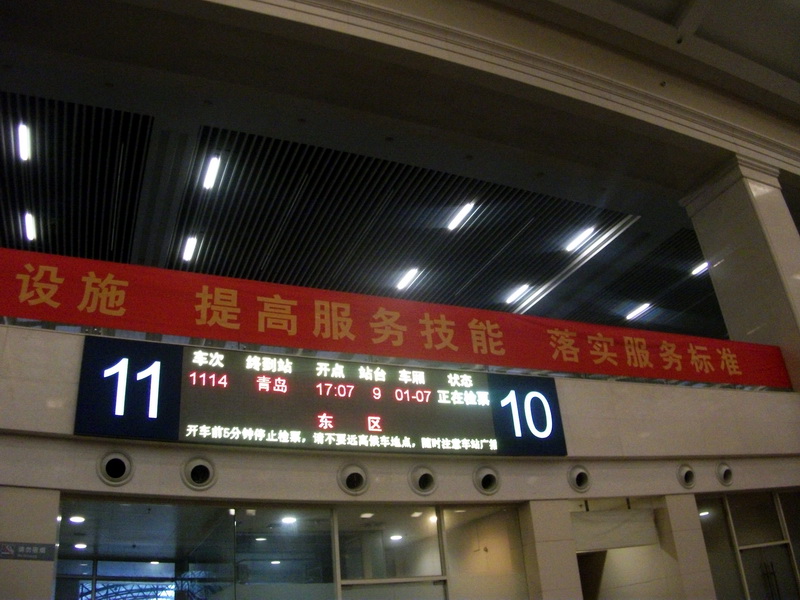 设施 提高服务技能 落实服务标准
11
车次 终到站 开点 站台 车厢 状态
1114 青岛 17:07 9 01-07 正在检票
东 区
开车前5分钟停止检票，请不要远离候车地点，随时注意车站广播
10